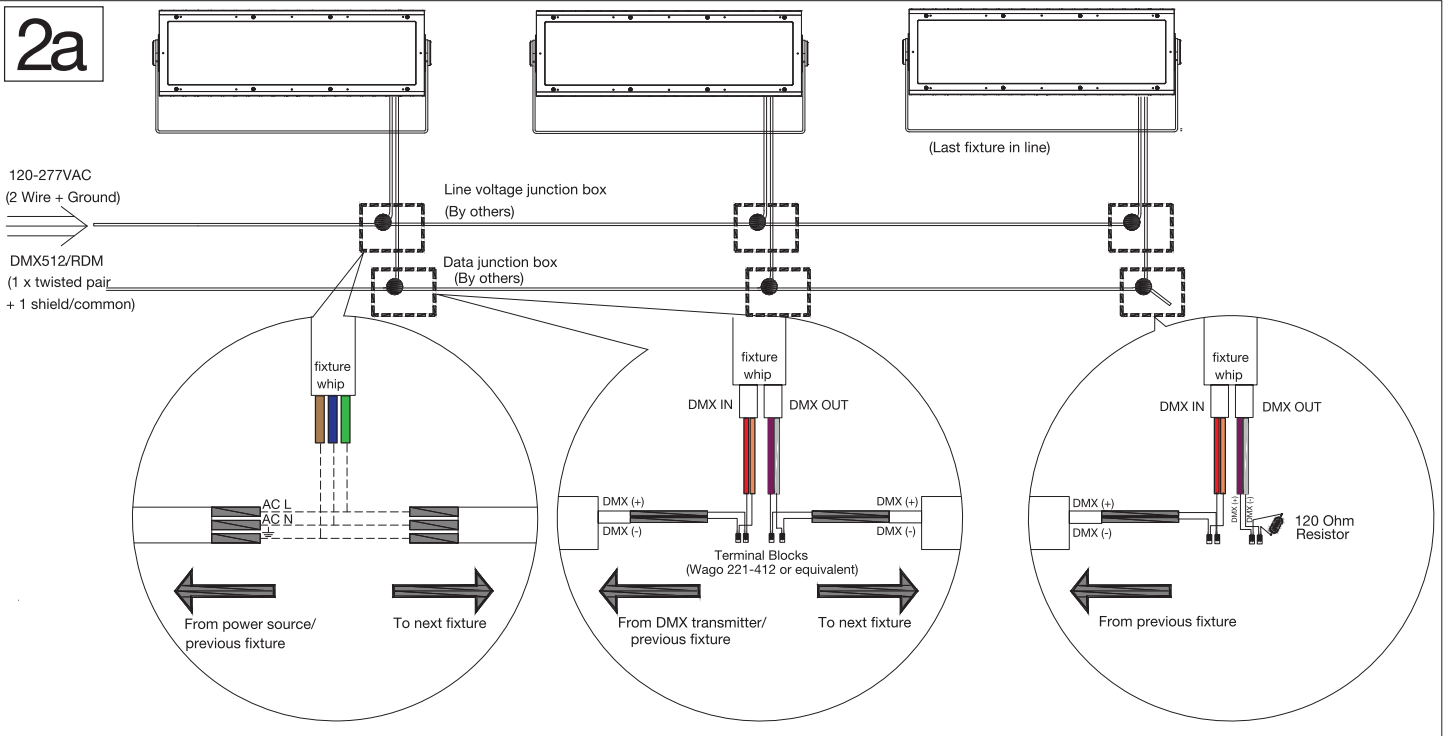 2a
(Last fixture in line)
120-277VAC
(2 Wire + Ground)
Line voltage junction box
(By others)
DMX512/RDM
(1 x twisted pair
+ 1 shield/common)
Data junction box
(By others)
fixture
whip
AC L
AC N
From power source/
previous fixture
To next fixture
fixture
whip
DMX IN
DMX OUT
DMX (+)
DMX (-)
DMX (+)
DMX (-)
Terminal Blocks
(Wago 221-412 or equivalent)
From DMX transmitter/
previous fixture
To next fixture
fixture
whip
DMX IN
DMX OUT
DMX (+)
DMX (-)
DMX (+)
DMX (-)
120 Ohm
Resistor
From previous fixture